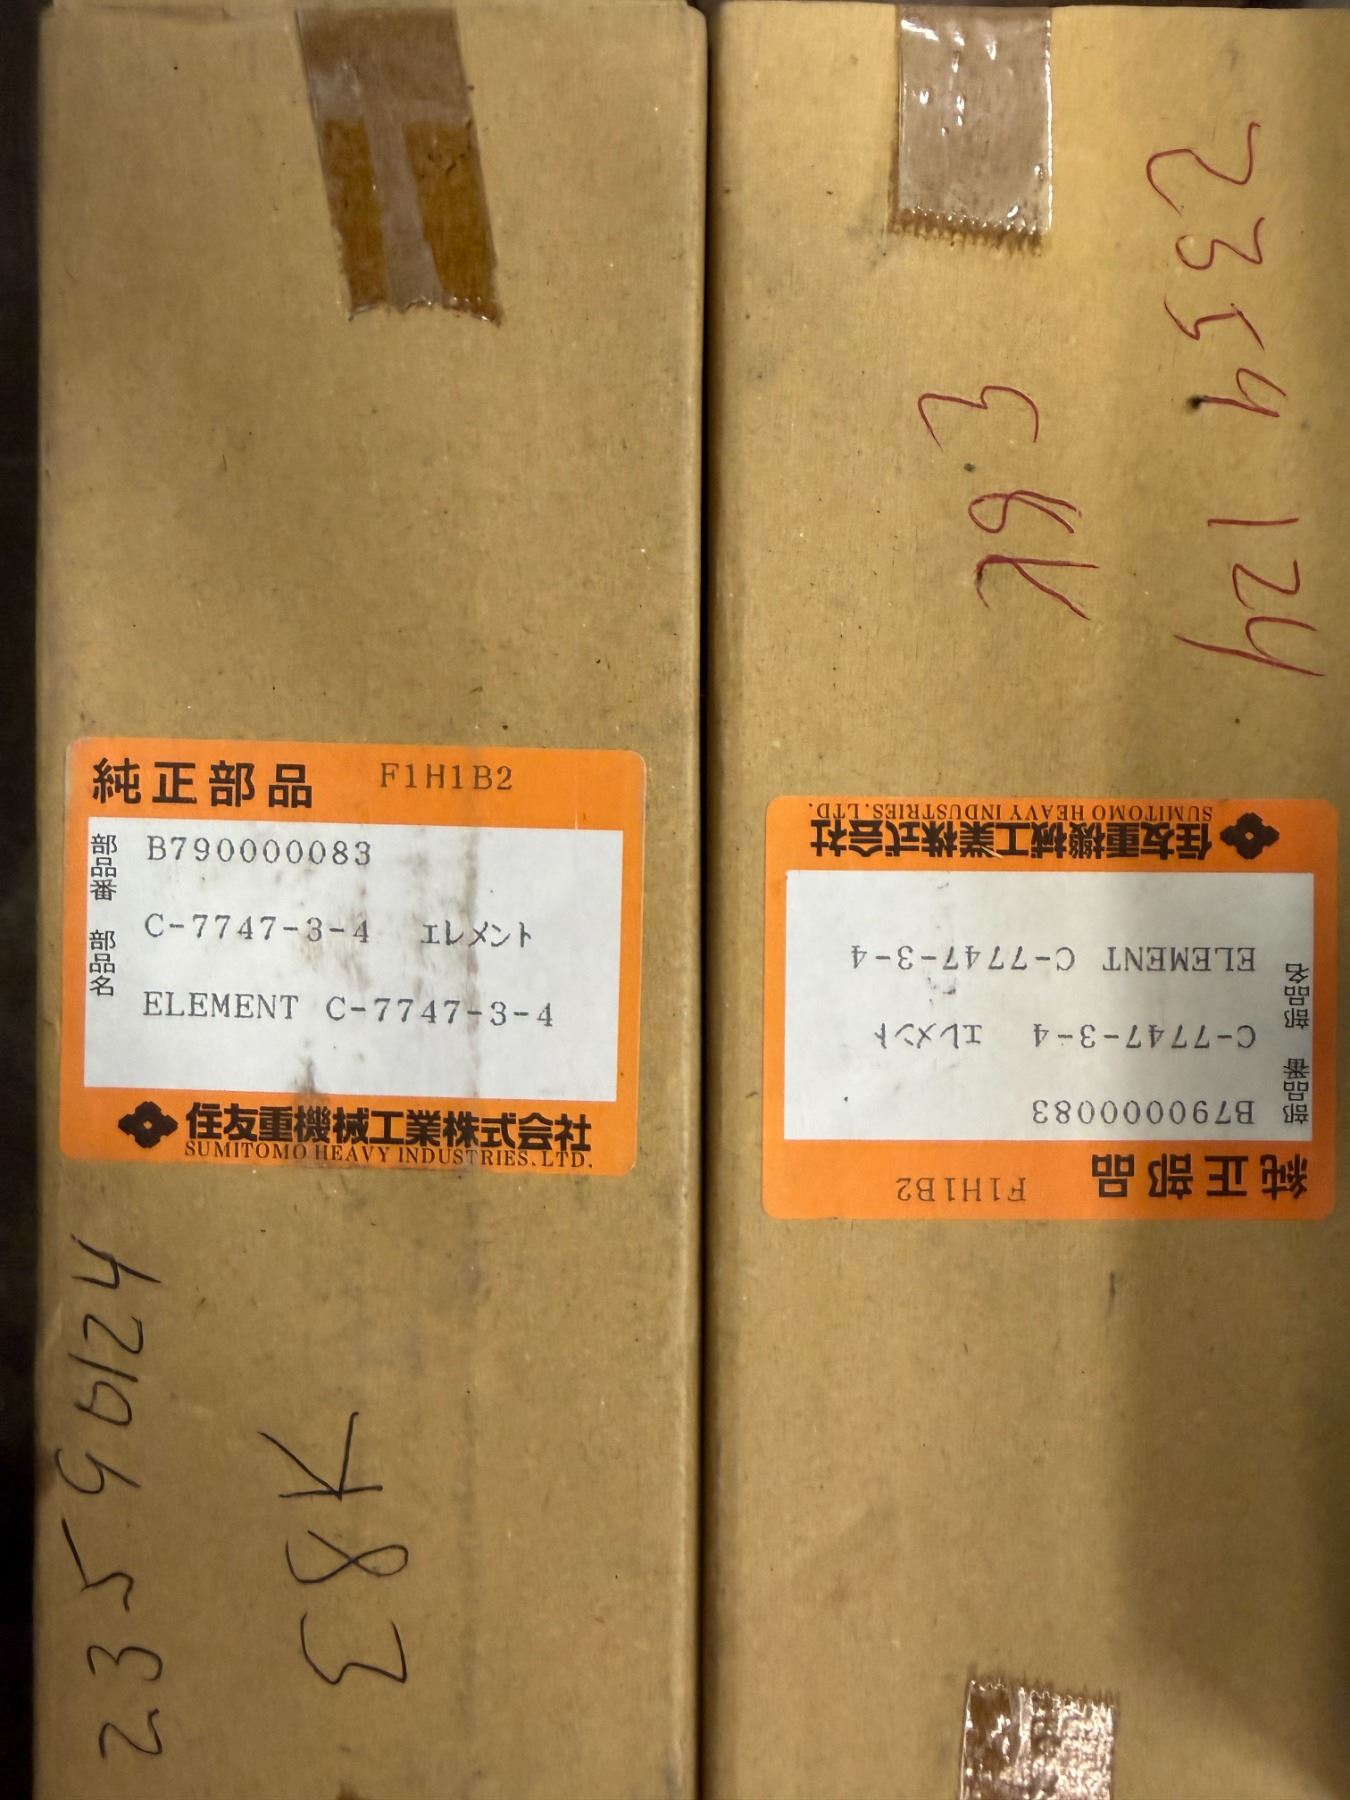 純正部品 F1H1B2
部品番 B790000083
部品名 C-7747-3-4 エレメント
ELEMENT C-7747-3-4
住友重機械工業株式会社
SUMITOMO HEAVY INDUSTRIES.LTD.
E8K
純正部品 F1H1B2
部品番 B790000083
部品名 C-7747-3-4 エレメント
ELEMENT C-7747-3-4
住友重機械工業株式会社
SUMITOMO HEAVY INDUSTRIES.LTD.